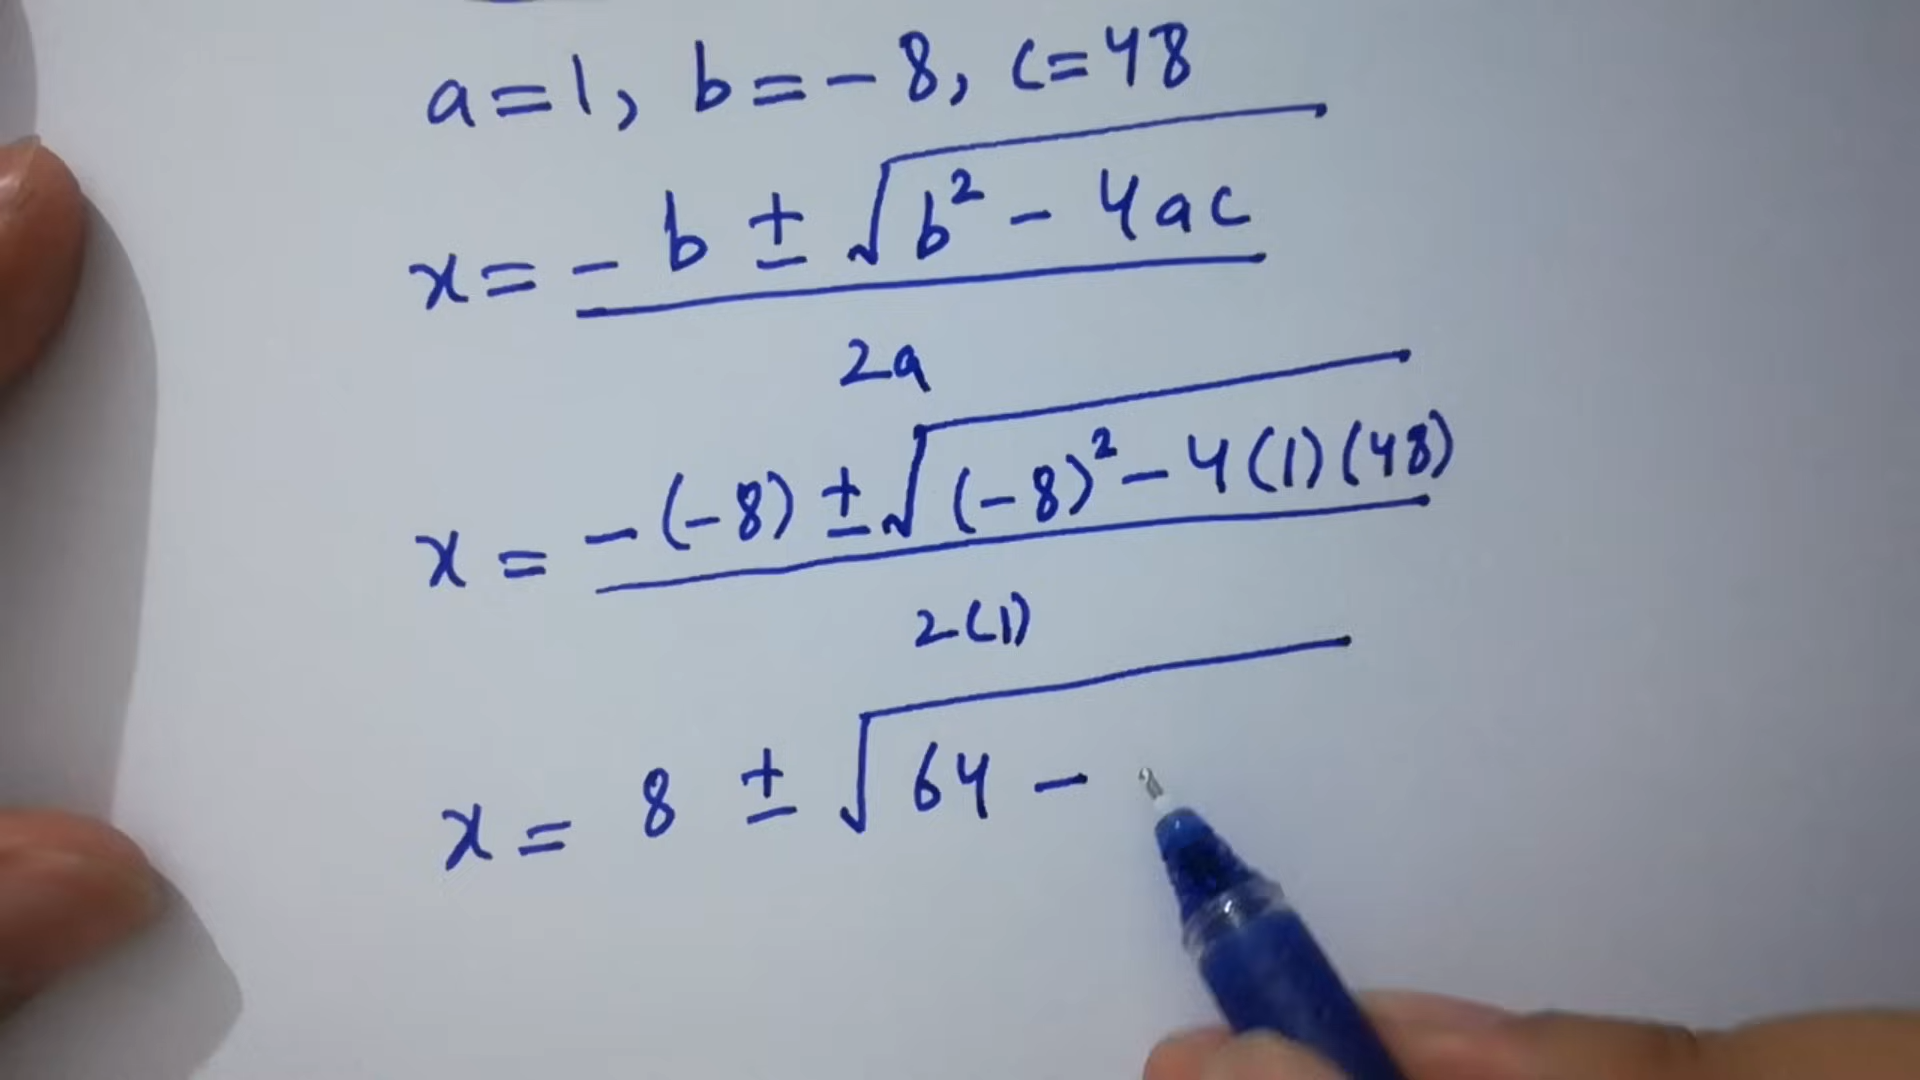 a=1, b=-8, c=48
x= -b ± √b² - 4ac
2a
x = -(-8) ± √(-8)² - 4(1)(48)
2(1)
x = 8 ± √64 -